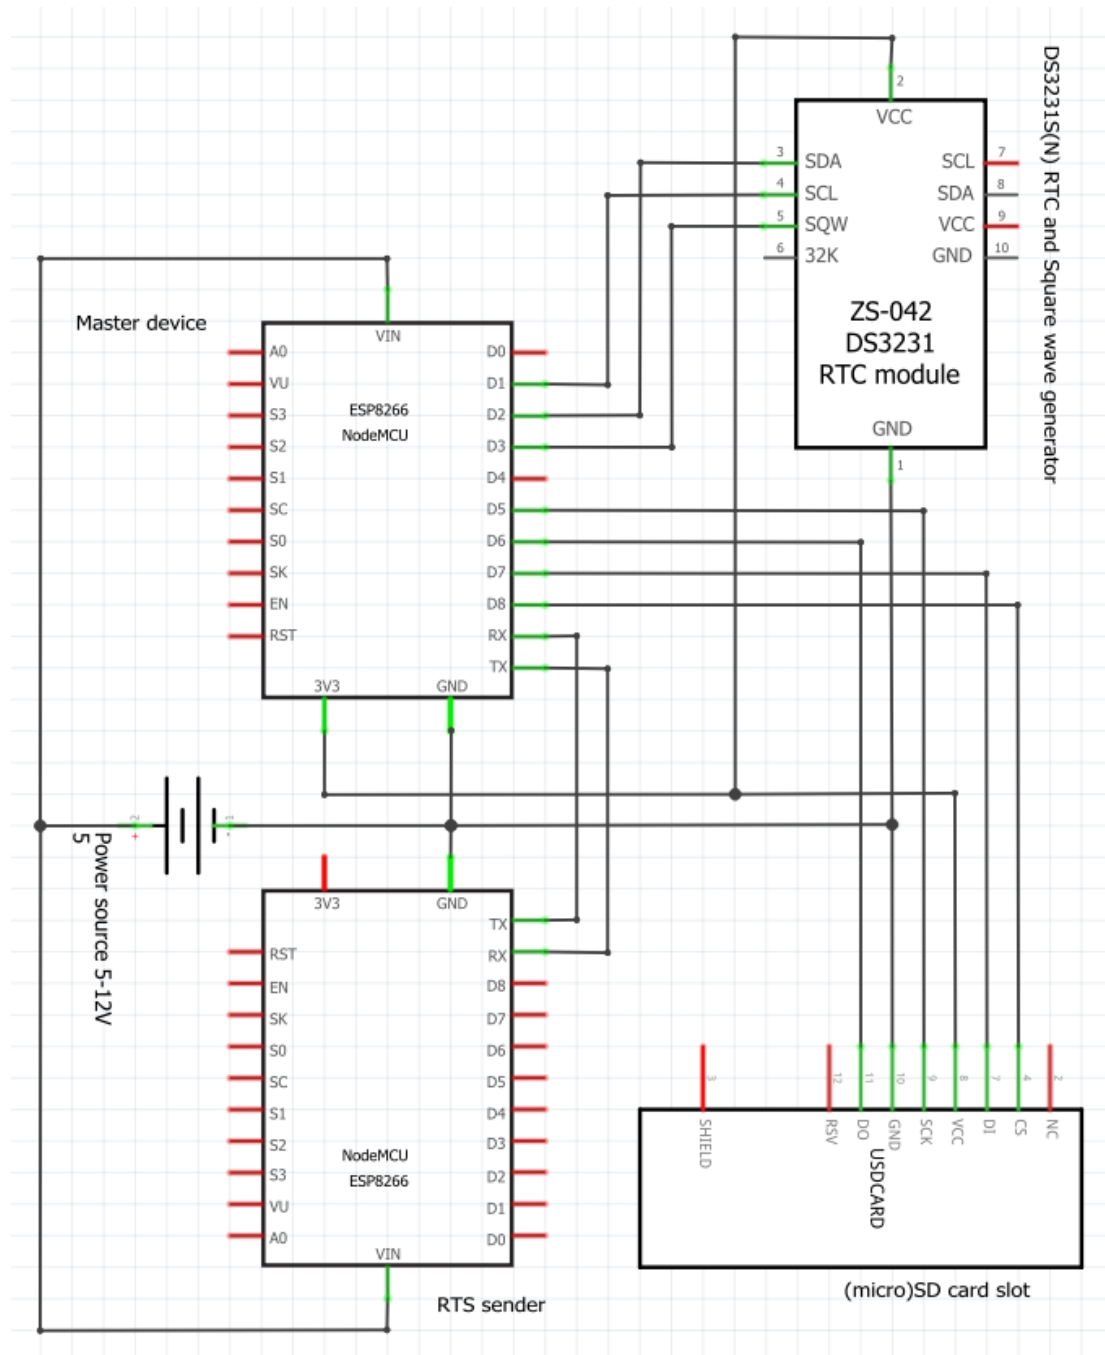 2
VCC
3
SDA
SCL
7
4
SCL
SDA
8
5
SQW
VCC
9
6
32K
GND
10
ZS-042
DS3231
RTC module
GND
1
DS3231S(N) RTC and Square wave generator
Master device
VIN
A0
D0
VU
D1
S3
ESP8266
D2
S2
NodeMCU
D3
S1
D4
SC
D5
S0
D6
SK
D7
EN
D8
RST
RX
TX
3V3
GND
2
+
-
1
Power source 5-12V
5
3V3
GND
TX
RST
RX
EN
D8
SK
D7
S0
D6
SC
D5
S1
D4
S2
D3
NodeMCU
S3
ESP8266
D2
VU
D1
A0
D0
VIN
RTS sender
3
12
11
10
9
8
7
4
2
SHIELD
RSV
DO
GND
SCK
VCC
DI
CS
NC
USDCARD
(micro)SD card slot